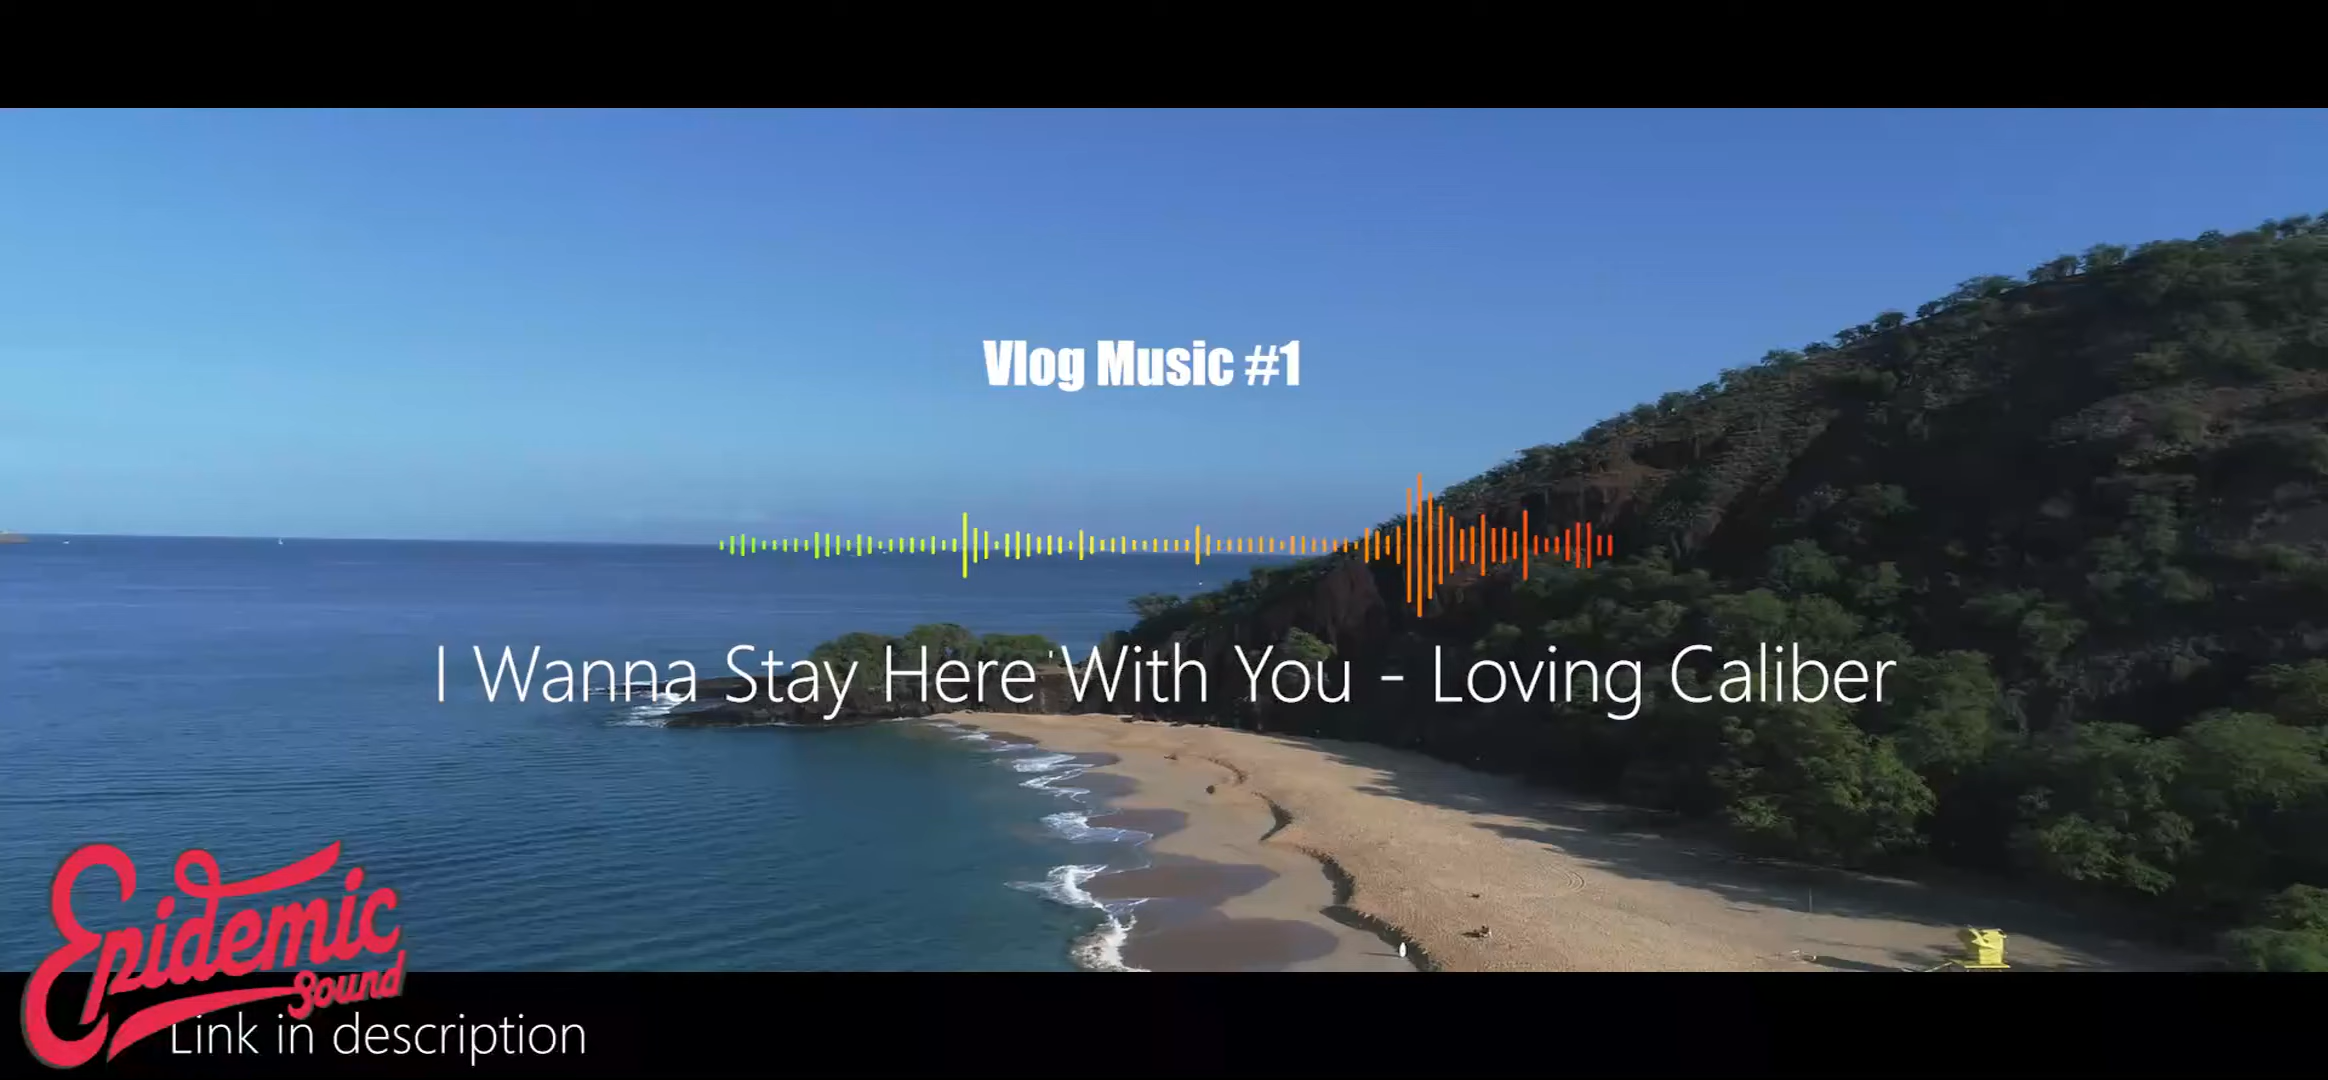 Vlog Music #1
I Wanna Stay Here With You - Loving Caliber
Epidemic
Sound
Link in description